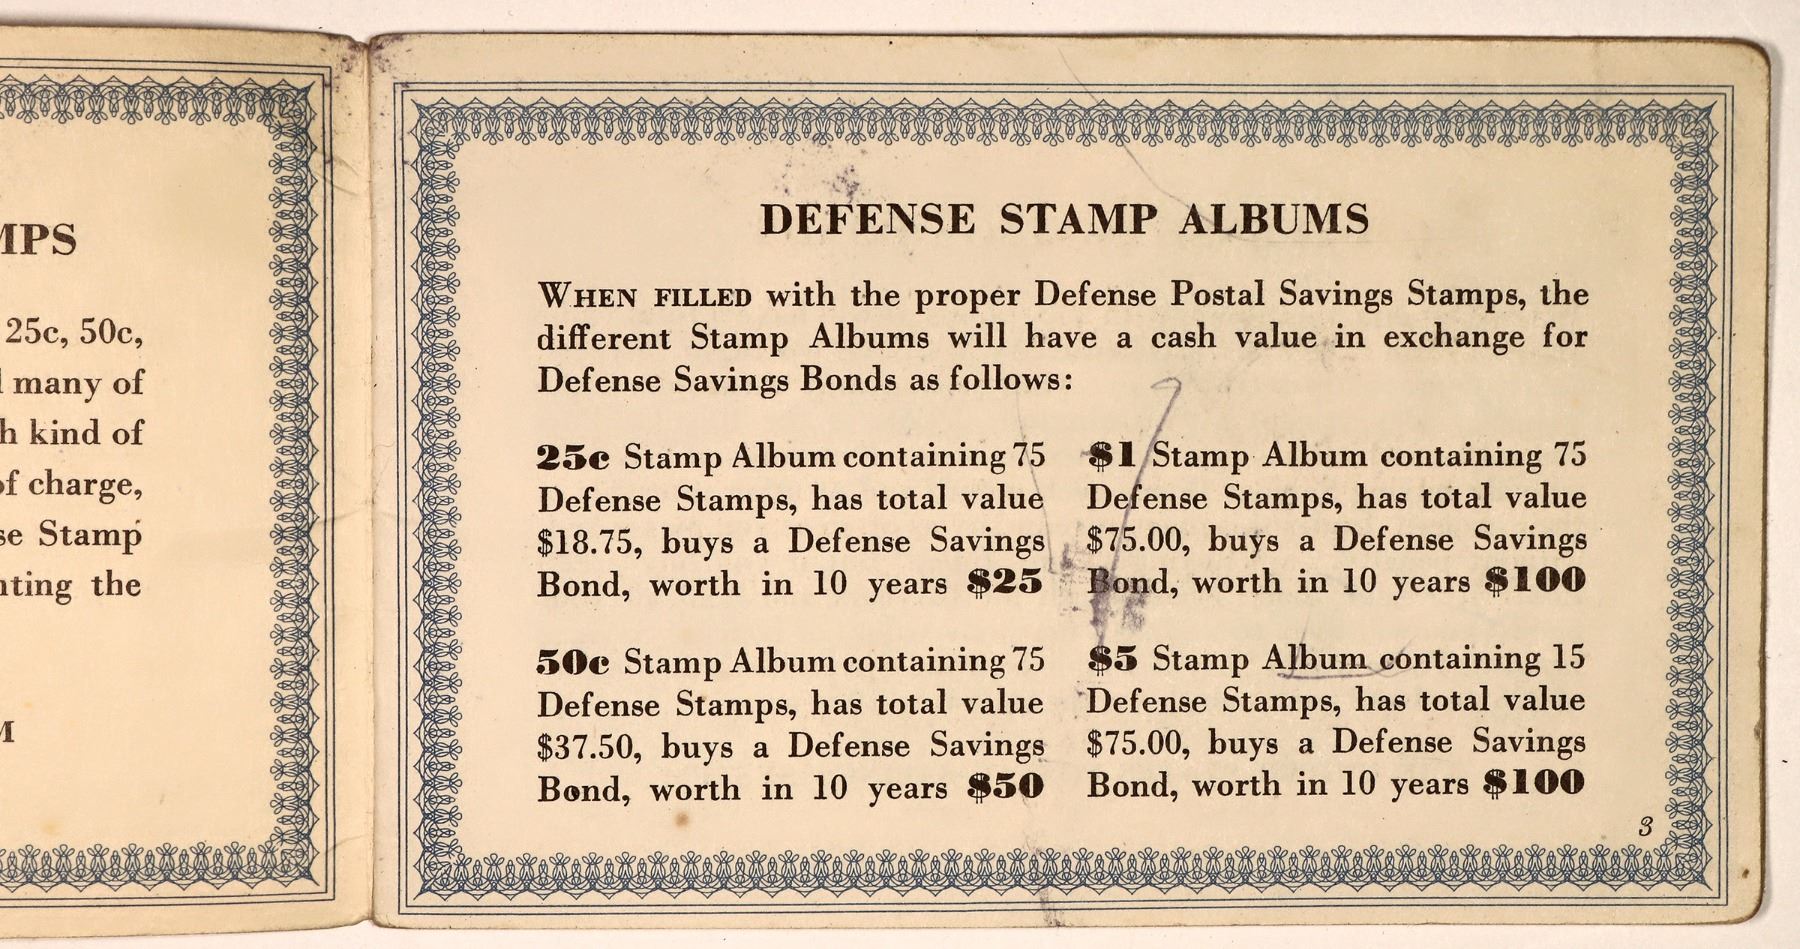 MPS
25c, 50c,
many of
kind of
of charge,
Stamp
the
M
DEFENSE STAMP ALBUMS
WHEN FILLED with the proper Defense Postal Savings Stamps, the
different Stamp Albums will have a cash value in exchange for
Defense Savings Bonds as follows:
25c Stamp Album containing 75
Defense Stamps, has total value
$18.75, buys a Defense Savings
Bond, worth in 10 years $25
50c Stamp Album containing 75
Defense Stamps, has total value
$37.50, buys a Defense Savings
Bond, worth in 10 years $50
$1 Stamp Album containing 75
Defense Stamps, has total value
$75.00, buys a Defense Savings
Bond, worth in 10 years $100
$5 Stamp Album containing 15
Defense Stamps, has total value
$75.00, buys a Defense Savings
Bond, worth in 10 years $100
3